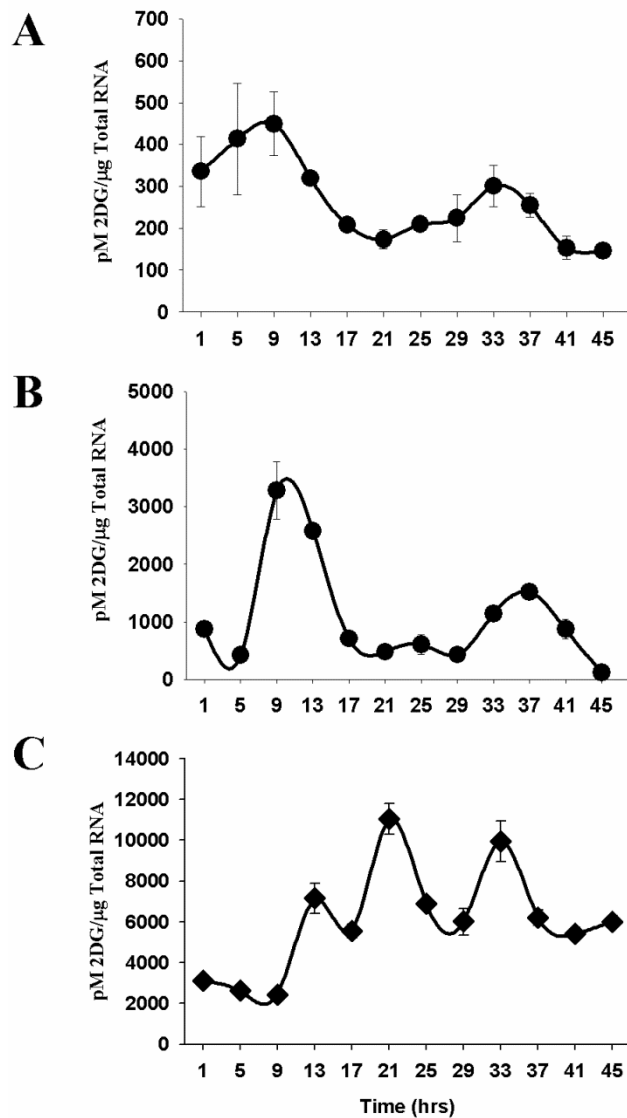 A
pM 2DG/µg Total RNA
700
600
500
400
300
200
100
0
1 5 9 13 17 21 25 29 33 37 41 45
B
pM 2DG/µg Total RNA
5000
4000
3000
2000
1000
0
1 5 9 13 17 21 25 29 33 37 41 45
C
pM 2DG/µg Total RNA
14000
12000
10000
8000
6000
4000
2000
0
1 5 9 13 17 21 25 29 33 37 41 45
Time (hrs)